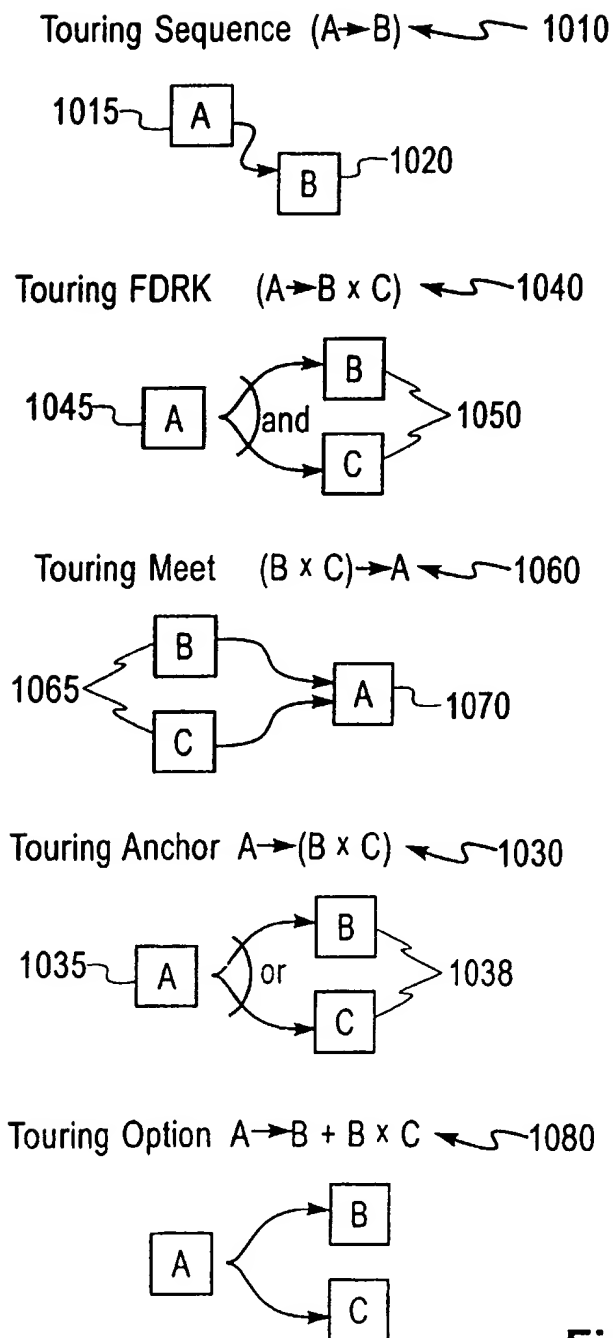 Touring Sequence (A→B) 1010
1015 A
B 1020
Touring FDRK (A→B x C) 1040
B
1045 A and 1050
C
Touring Meet (B x C)→A 1060
B
1065 A 1070
C
Touring Anchor A→(B x C) 1030
B
1035 A or 1038
C
Touring Option A→B + B x C 1080
B
A
C